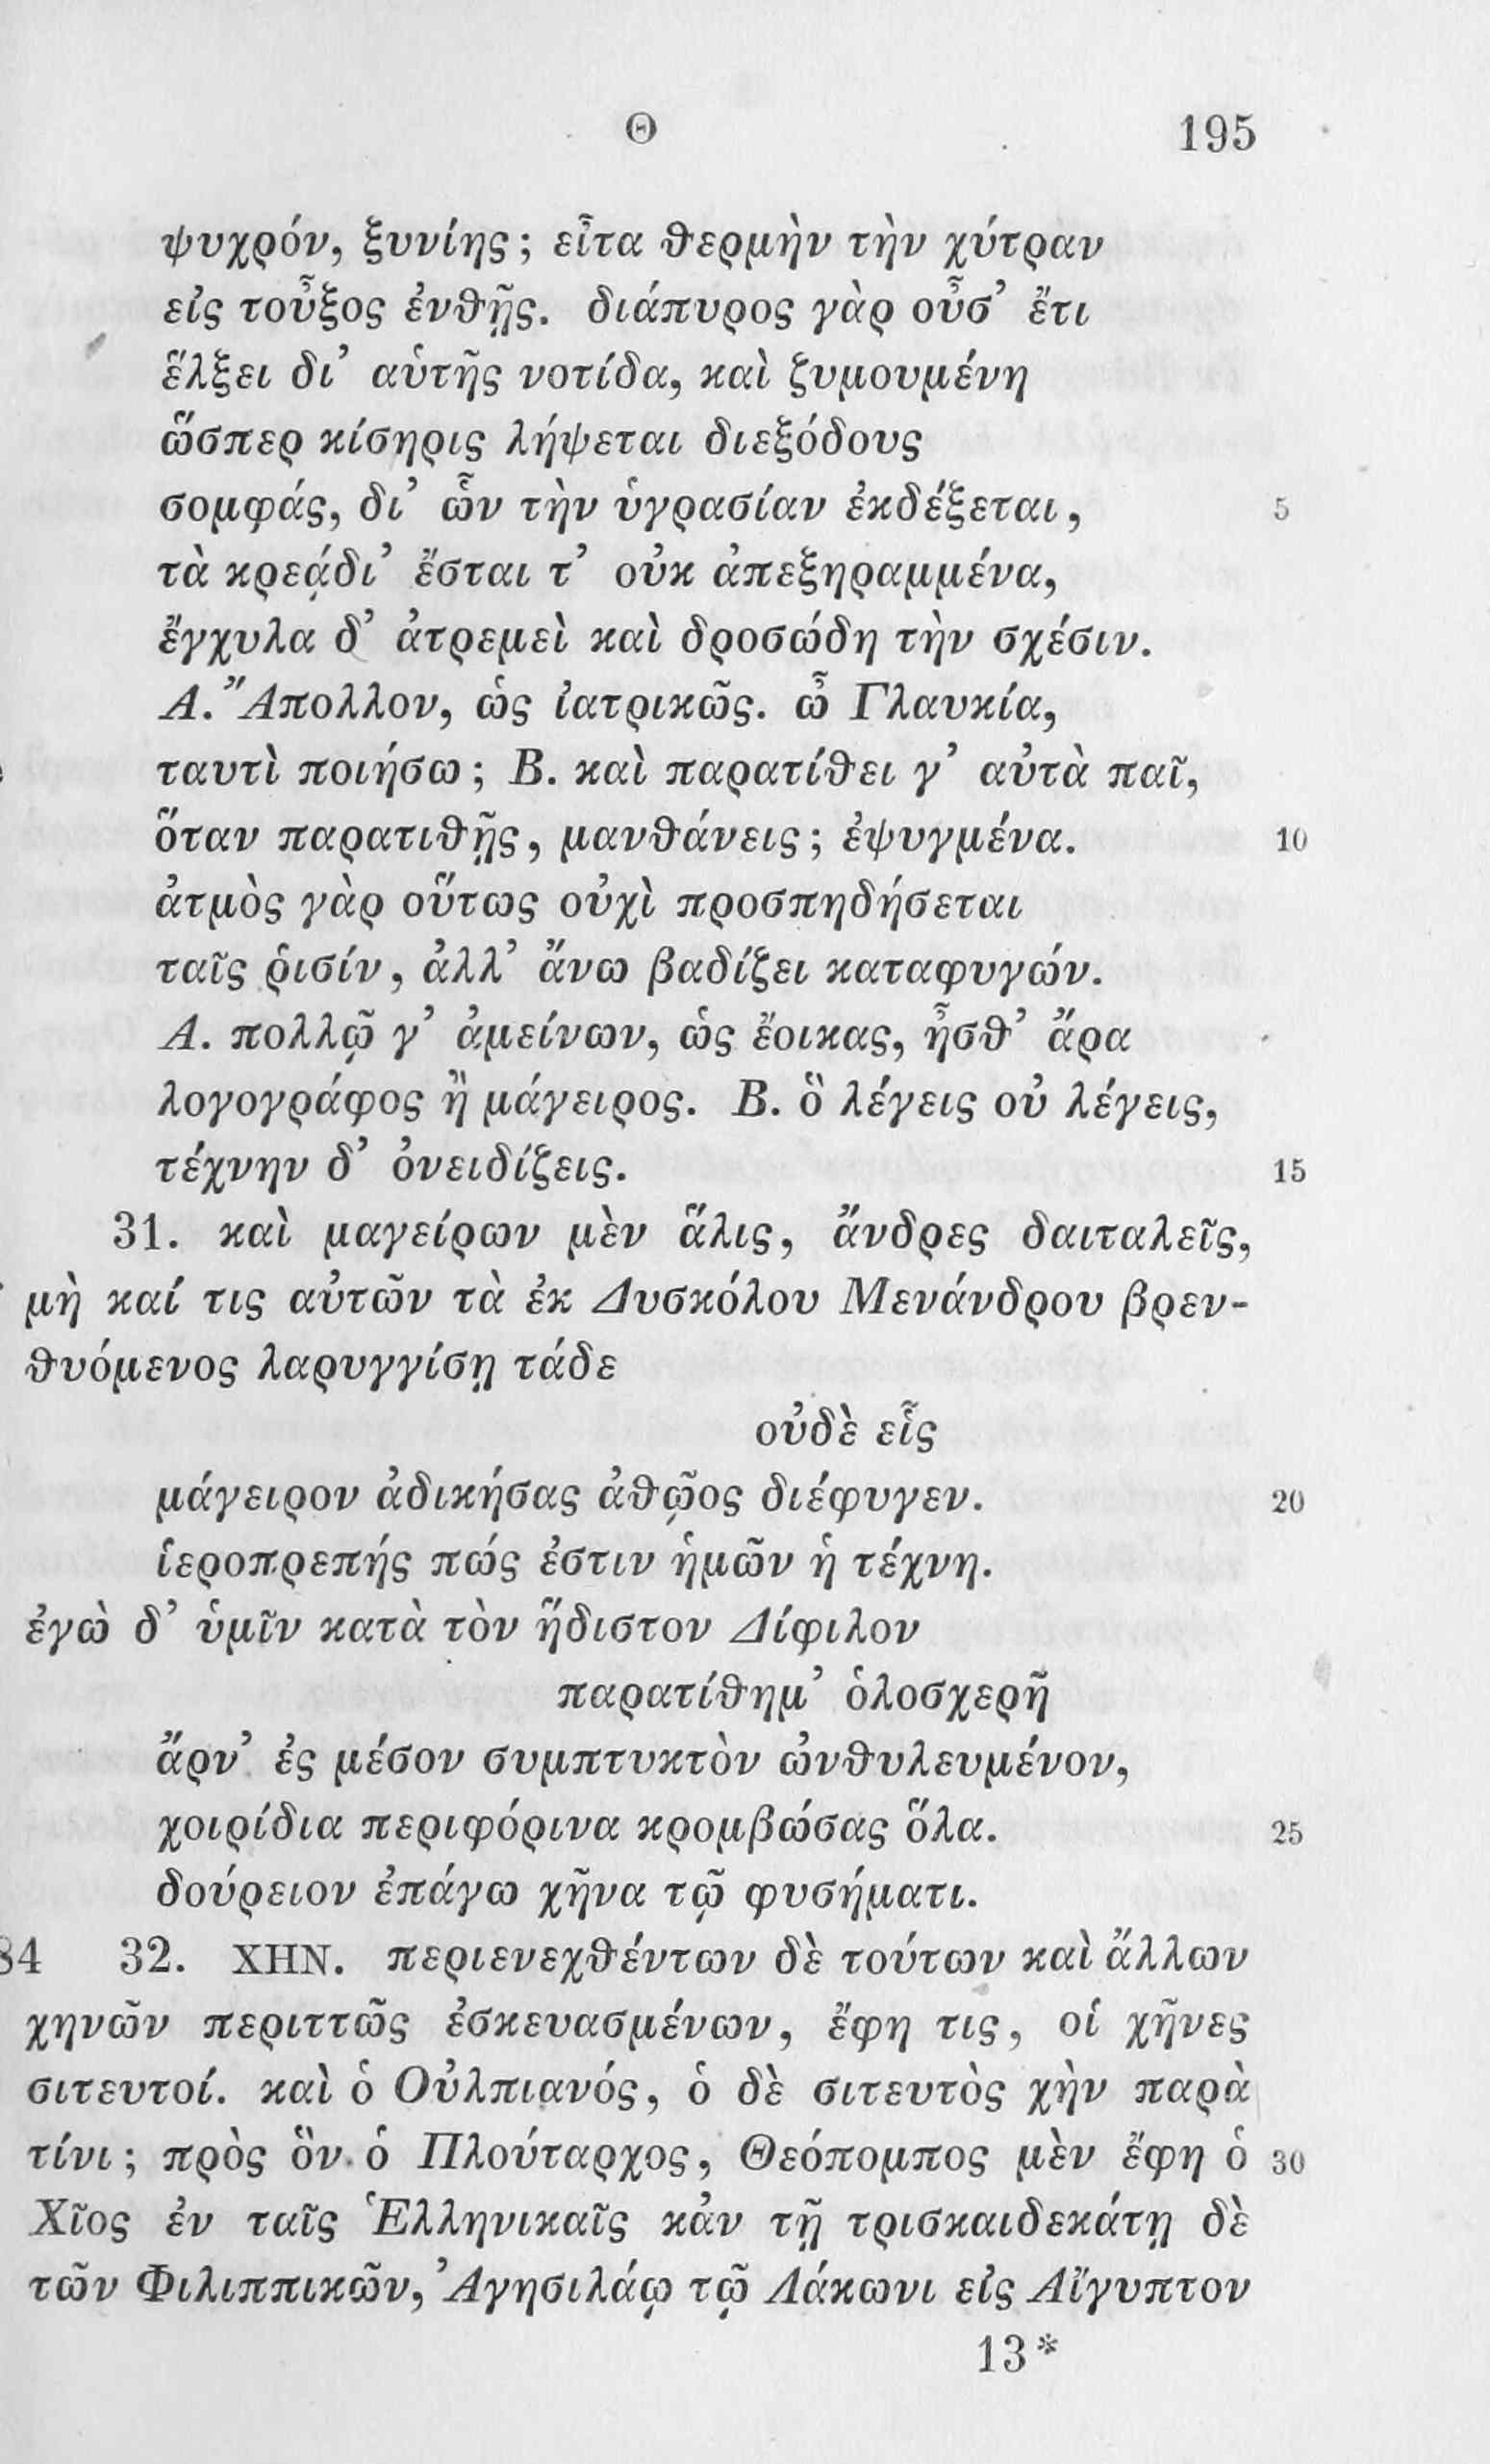 Θ 195
ψυχρόν, ξυνίης; εἶτα θερμὴν τὴν χύτραν
εἰς τοὖξος ἐνθῇς. διάπυρος γὰρ οὖσ’ ἔτι
ἕλξει δι’ αὑτῆς νοτίδα, καὶ ζυμουμένη
ὥσπερ κίσηρις λήψεται διεξόδους
σομφάς, δι’ ὧν τὴν ὑγρασίαν ἐκδέξεται, 5
τὰ κρεᾴδι’ ἔσται τ’ οὐκ ἀπεξηραμμένα,
ἔγχυλα δ’ ἀτρεμεὶ καὶ δροσώδη τὴν σχέσιν.
Α. Ἄπολλον, ὡς ἰατρικῶς. ὦ Γλαυκία,
ταυτὶ ποιήσω; Β. καὶ παρατίθει γ’ αὐτὰ παῖ,
ὅταν παρατιθῇς, μανθάνεις; ἐψυγμένα. 10
ἀτμὸς γὰρ οὕτως οὐχὶ προσπηδήσεται
ταῖς ῥισίν, ἀλλ’ ἄνω βαδίζει καταφυγών.
Α. πολλῷ γ’ ἀμείνων, ὡς ἔοικας, ἦσθ’ ἄρα
λογογράφος ἢ μάγειρος. Β. ὃ λέγεις οὐ λέγεις,
τέχνην δ’ ὀνειδίζεις. 15
31. καὶ μαγείρων μὲν ἅλις, ἄνδρες δαιταλεῖς,
μὴ καί τις αὐτῶν τὰ ἐκ Δυσκόλου Μενάνδρου βρεν-
θυόμενος λαρυγγίσῃ τάδε
οὐδὲ εἷς
μάγειρον ἀδικήσας ἀθῷος διέφυγεν. 20
ἱεροπρεπής πώς ἐστιν ἡμῶν ἡ τέχνη.
ἐγὼ δ’ ὑμῖν κατὰ τὸν ἥδιστον Δίφιλον
παρατίθημ’ ὁλοσχερῆ
ἄρν’ ἐς μέσον συμπτυκτὸν ὠνθυλευμένον,
χοιρίδια περιφόρινα κρομβώσας ὅλα. 25
δούρειον ἐπάγω χῆνα τῷ φυσήματι.
84 32. ΧΗΝ. περιενεχθέντων δὲ τούτων καὶ ἄλλων
χηνῶν περιττῶς ἐσκευασμένων, ἔφη τις, οἱ χῆνες
σιτευτοί. καὶ ὁ Οὐλπιανός, ὁ δὲ σιτευτὸς χὴν παρὰ
τίνι; πρὸς ὃν ὁ Πλούταρχος, Θεόπομπος μὲν ἔφη ὁ 30
Χῖος ἐν ταῖς Ἑλληνικαῖς κἀν τῇ τρισκαιδεκάτῃ δὲ
τῶν Φιλιππικῶν, Ἀγησιλάῳ τῷ Λάκωνι εἰς Αἴγυπτον
13*